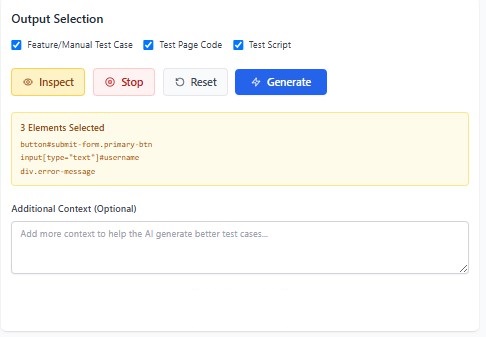 Output Selection
Feature/Manual Test Case Test Page Code Test Script
Inspect Stop Reset Generate
3 Elements Selected
button#submit-form.primary-btn
input[type="text"]#username
div.error-message
Additional Context (Optional)
Add more context to help the AI generate better test cases...